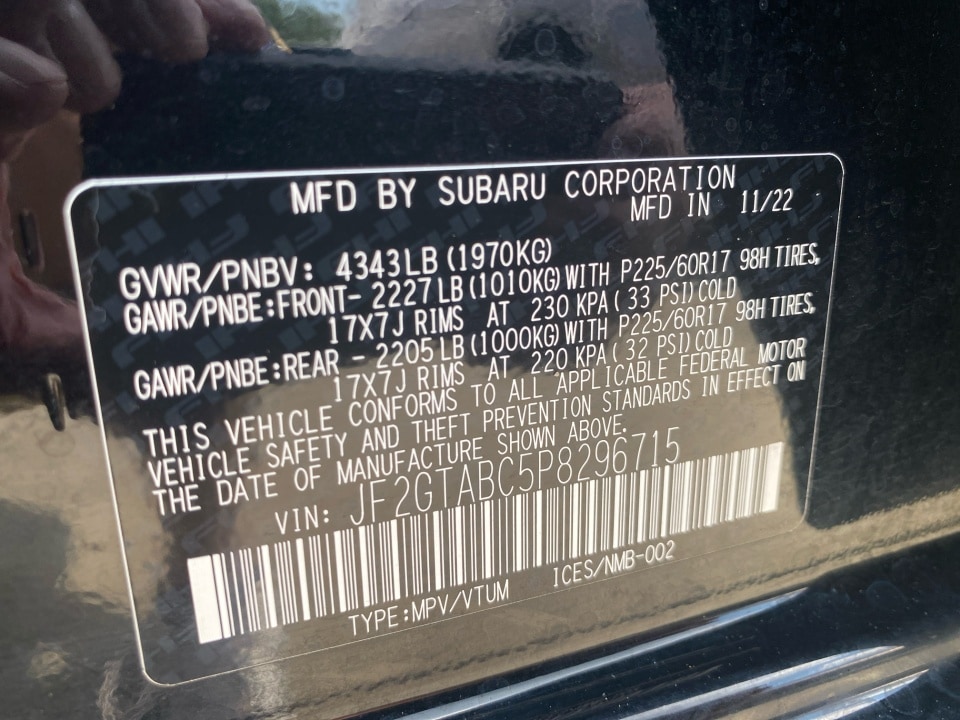 MFD BY SUBARU CORPORATION
MFD IN 11/22
GVWR/PNBV: 4343LB (1970KG)
GAWR/PNBE:FRONT- 2227LB (1010KG) WITH P225/60R17 98H TIRES,
17X7J RIMS AT 230 KPA ( 33 PSI) COLD
GAWR/PNBE:REAR - 2205LB (1000KG) WITH P225/60R17 98H TIRES,
17X7J RIMS AT 220 KPA ( 32 PSI) COLD
THIS VEHICLE CONFORMS TO ALL APPLICABLE FEDERAL MOTOR
VEHICLE SAFETY AND THEFT PREVENTION STANDARDS IN EFFECT ON
THE DATE OF MANUFACTURE SHOWN ABOVE.
VIN: JF2GTABC5P8296715
TYPE:MPV/VTUM ICES/NMB-002